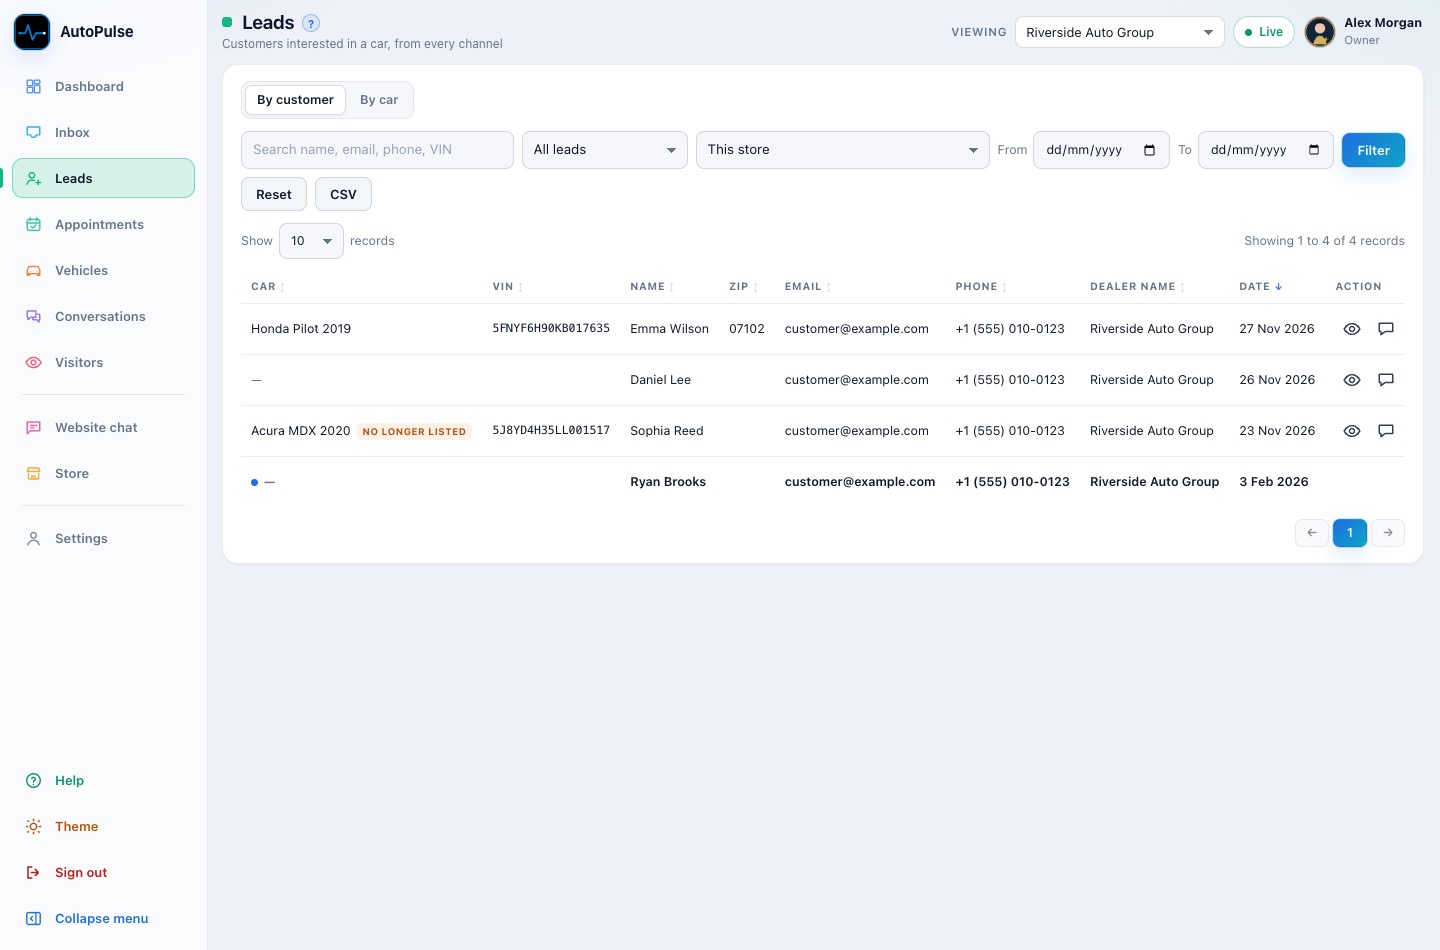 AutoPulse
Dashboard
Inbox
Leads
Appointments
Vehicles
Conversations
Visitors
Website chat
Store
Settings
Help
Theme
Sign out
Collapse menu
Leads ?
Customers interested in a car, from every channel
VIEWING Riverside Auto Group Live Alex Morgan
Owner
By customer By car
Search name, email, phone, VIN All leads This store From dd/mm/yyyy To dd/mm/yyyy Filter
Reset CSV
Show 10 records Showing 1 to 4 of 4 records
CAR VIN NAME ZIP EMAIL PHONE DEALER NAME DATE ↓ ACTION
Honda Pilot 2019 5FNYF6H90KB017635 Emma Wilson 07102 customer@example.com +1 (555) 010-0123 Riverside Auto Group 27 Nov 2026
— Daniel Lee customer@example.com +1 (555) 010-0123 Riverside Auto Group 26 Nov 2026
Acura MDX 2020 NO LONGER LISTED 5J8YD4H35LL001517 Sophia Reed customer@example.com +1 (555) 010-0123 Riverside Auto Group 23 Nov 2026
— Ryan Brooks customer@example.com +1 (555) 010-0123 Riverside Auto Group 3 Feb 2026
← 1 →